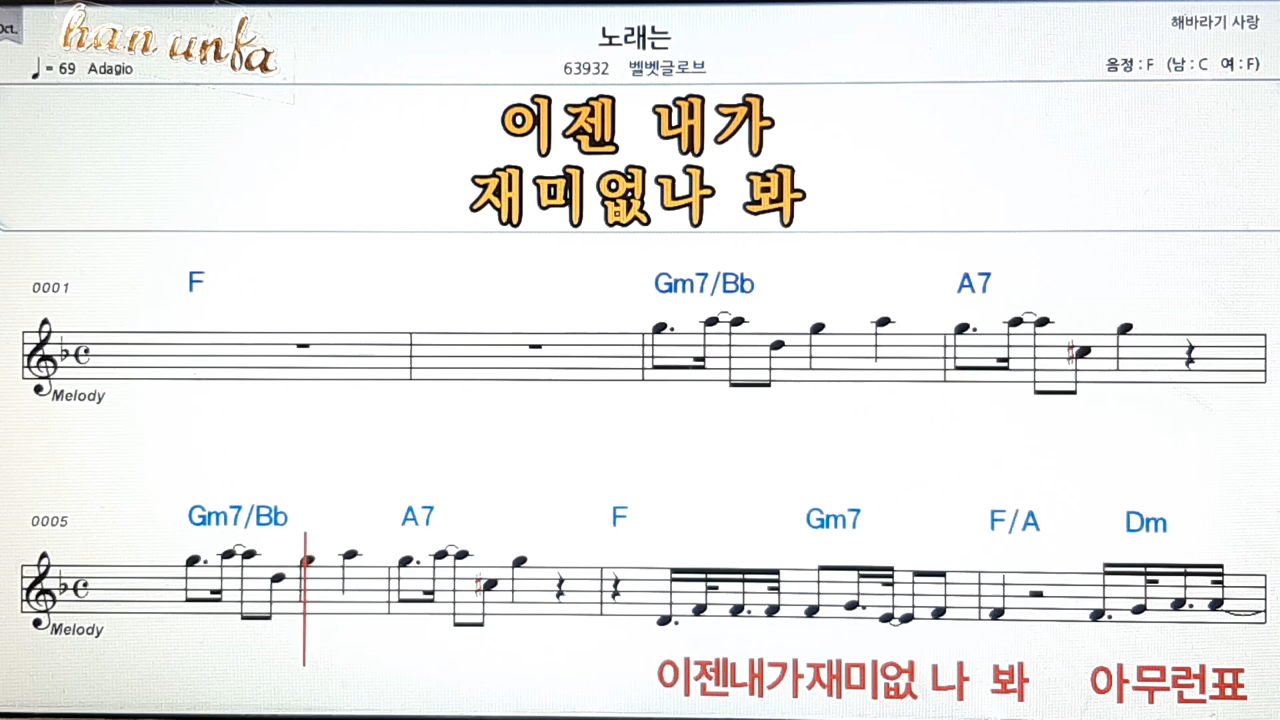 Oct.
han unfa
노래는
해바라기 사랑
♩= 69 Adagio
63932 벨벳글로브
음정 : F (남 : C 여 : F)
이젠 내가
재미없나 봐
0001 F Gm7/Bb A7
Melody
0005 Gm7/Bb A7 F Gm7 F/A Dm
Melody
이젠내가재미없 나 봐 아무런표